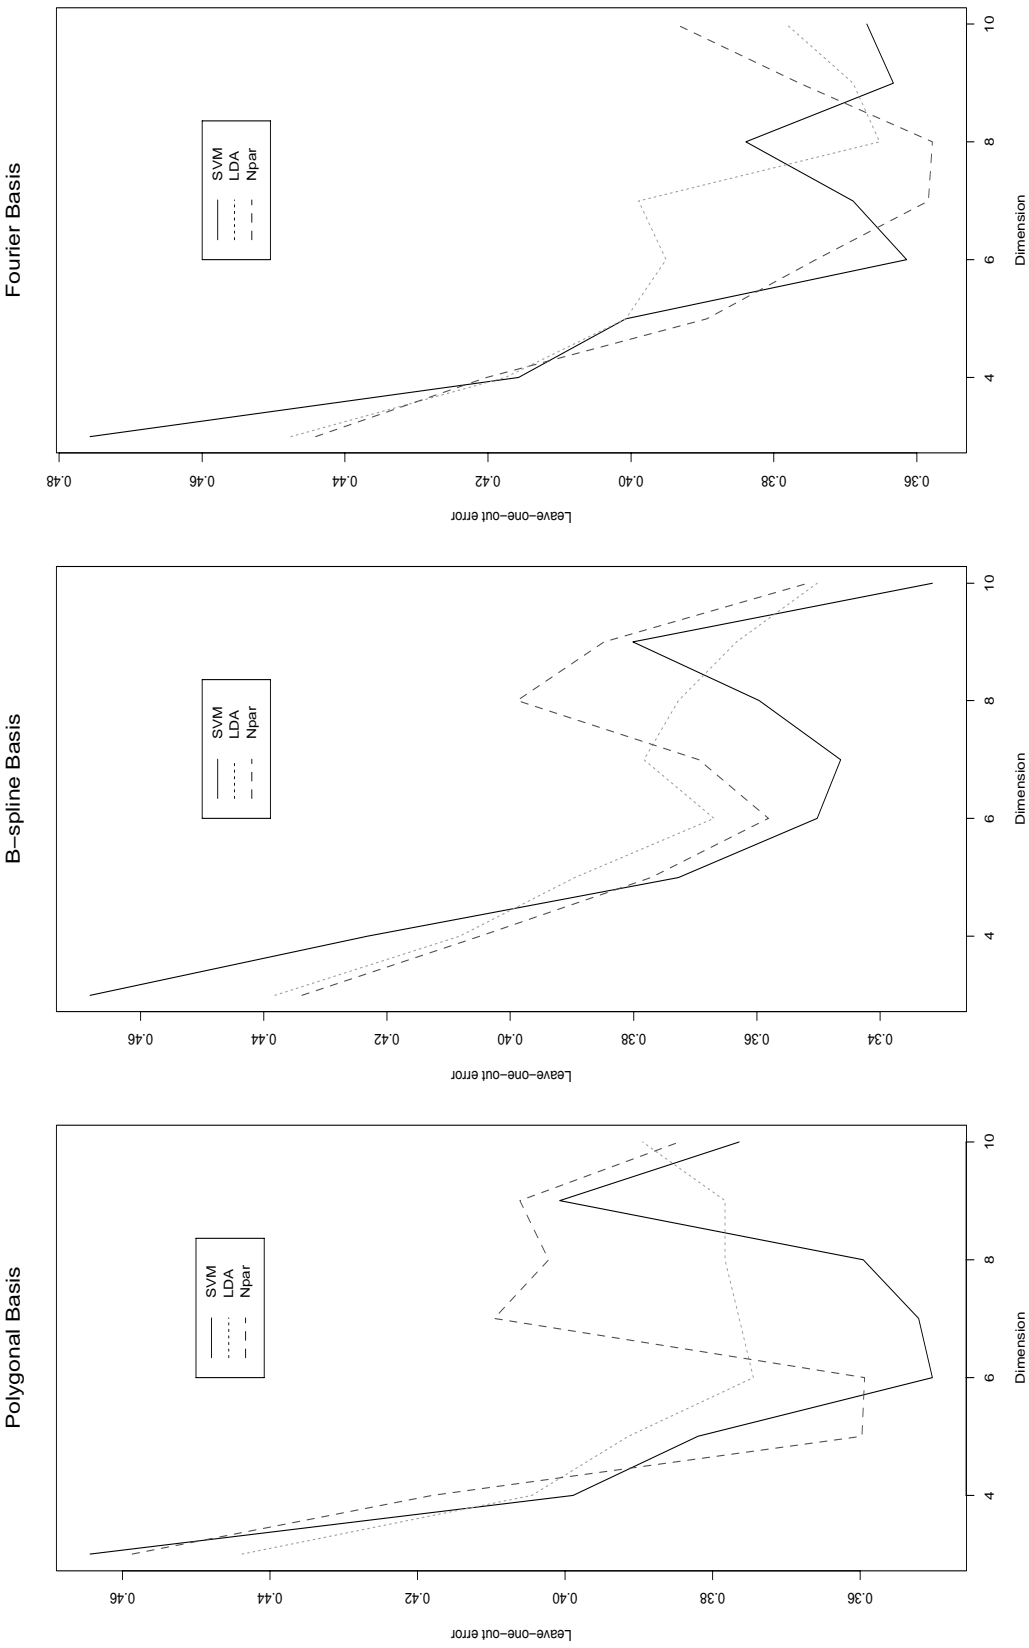 Polygonal Basis
SVM
LDA
Npar
Leave−one−out error
0.46
0.44
0.42
0.40
0.38
0.36
4
6
8
10
Dimension
B−spline Basis
SVM
LDA
Npar
Leave−one−out error
0.46
0.44
0.42
0.40
0.38
0.36
0.34
4
6
8
10
Dimension
Fourier Basis
SVM
LDA
Npar
Leave−one−out error
0.48
0.46
0.44
0.42
0.40
0.38
0.36
4
6
8
10
Dimension